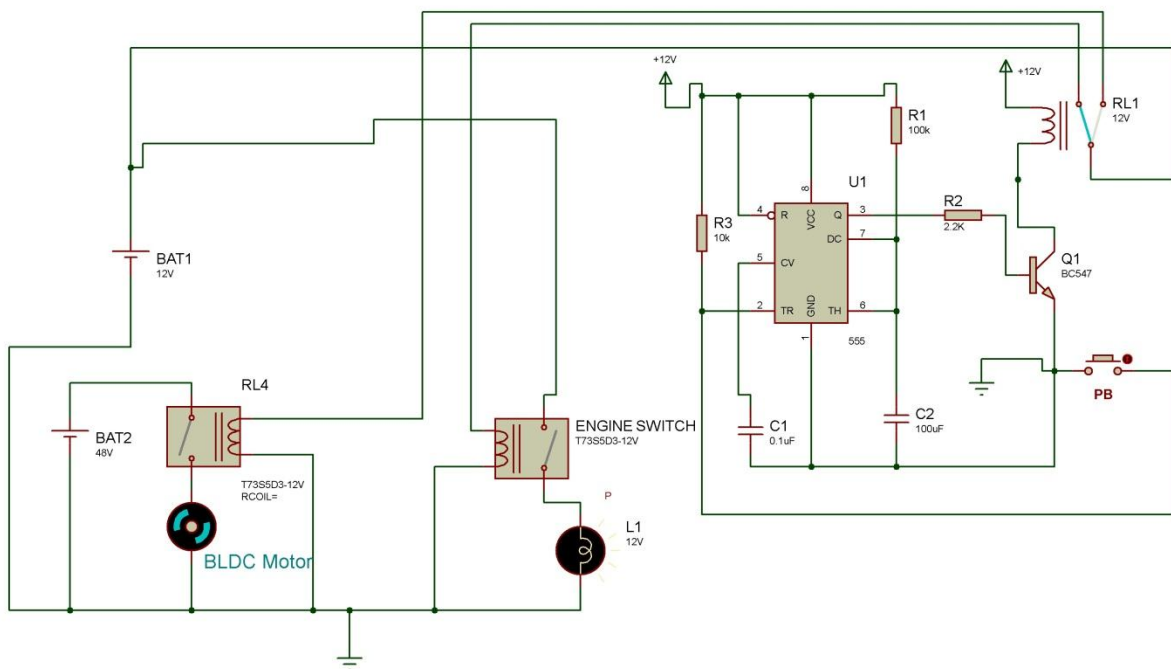 +12V
+12V
RL1
12V
R1
100k
U1
R2
2.2K
R3
10k
4
R
8
VCC
Q
3
DC
7
5
CV
2
TR
GND
1
TH
6
555
Q1
BC547
PB
C1
0.1uF
C2
100uF
BAT1
12V
RL4
BAT2
48V
T73S5D3-12V
RCOIL=
BLDC Motor
ENGINE SWITCH
T73S5D3-12V
P
L1
12V